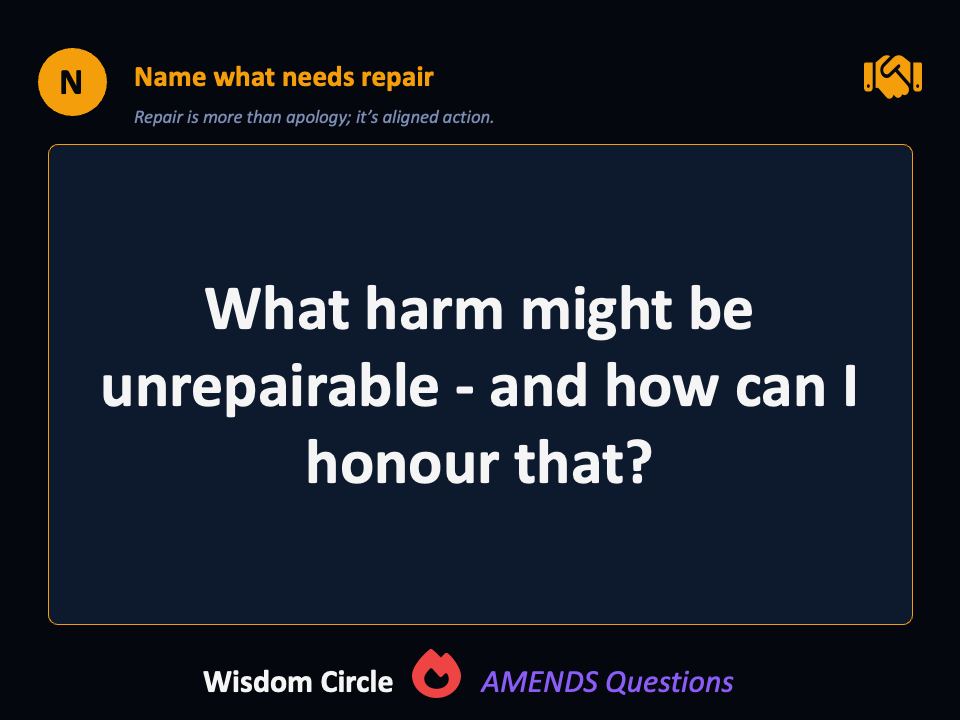 N
Name what needs repair
Repair is more than apology; it’s aligned action.
What harm might be
unrepairable - and how can I
honour that?
Wisdom Circle
AMENDS Questions